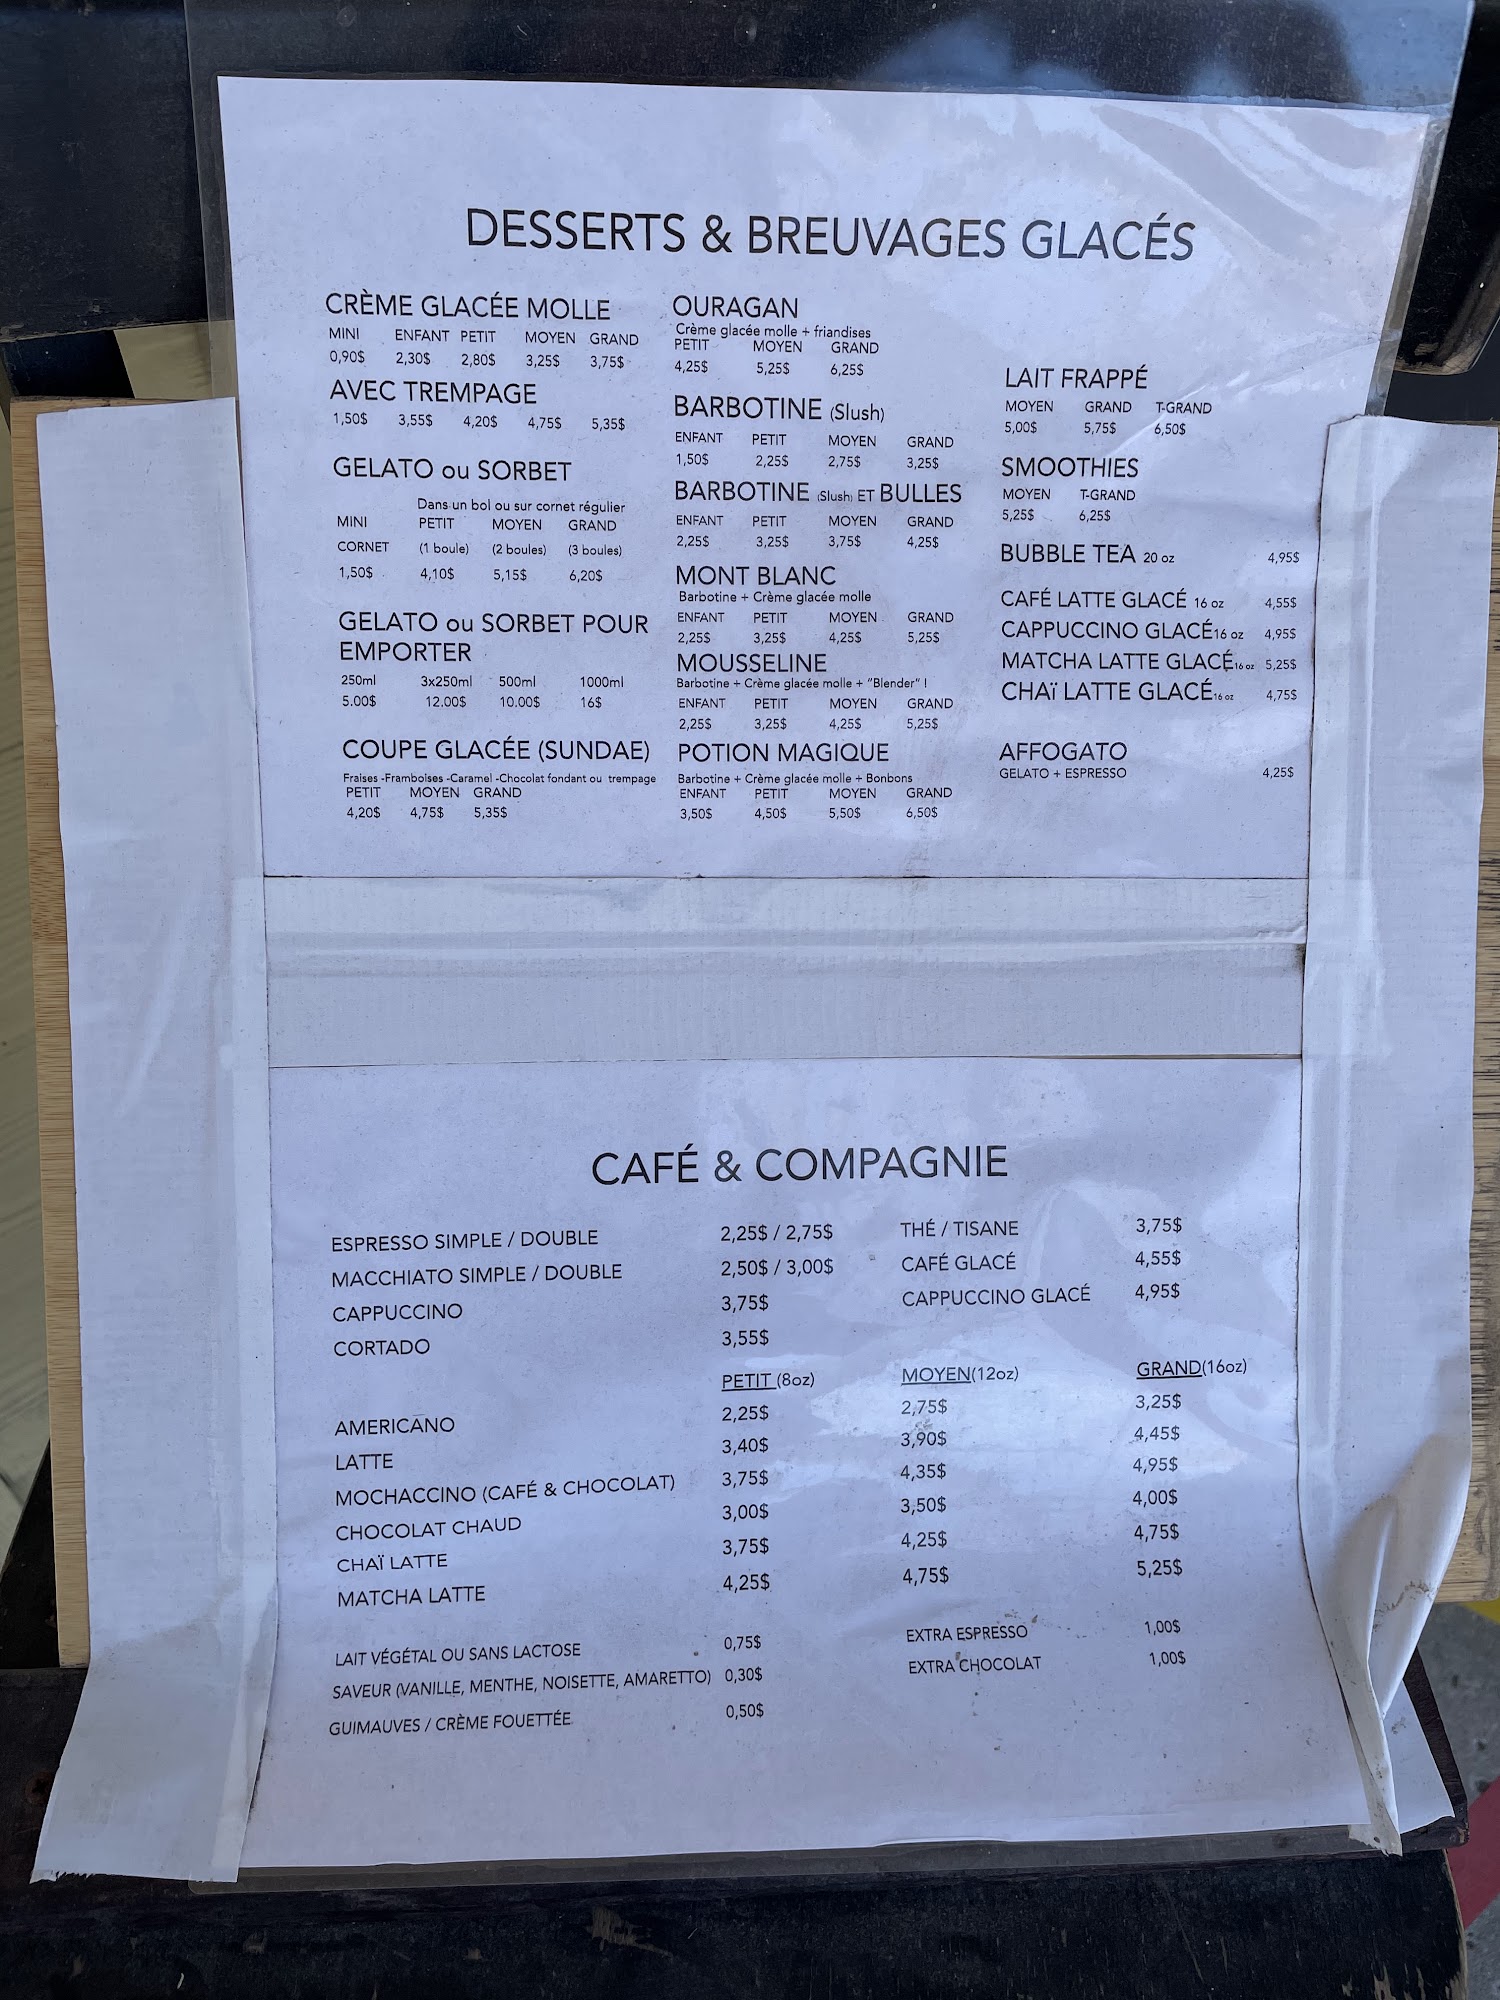 DESSERTS & BREUVAGES GLACÉS
CRÈME GLACÉE MOLLE
MINI ENFANT PETIT MOYEN GRAND
0,90$ 2,30$ 2,80$ 3,25$ 3,75$
AVEC TREMPAGE
1,50$ 3,55$ 4,20$ 4,75$ 5,35$
GELATO ou SORBET
Dans un bol ou sur cornet régulier
MINI PETIT MOYEN GRAND
CORNET (1 boule) (2 boules) (3 boules)
1,50$ 4,10$ 5,15$ 6,20$
GELATO ou SORBET POUR
EMPORTER
250ml 3x250ml 500ml 1000ml
5.00$ 12.00$ 10.00$ 16$
COUPE GLACÉE (SUNDAE)
Fraises -Framboises -Caramel -Chocolat fondant ou trempage
PETIT MOYEN GRAND
4,20$ 4,75$ 5,35$
OURAGAN
Crème glacée molle + friandises
PETIT MOYEN GRAND
4,25$ 5,25$ 6,25$
BARBOTINE (Slush)
ENFANT PETIT MOYEN GRAND
1,50$ 2,25$ 2,75$ 3,25$
BARBOTINE (Slush) ET BULLES
ENFANT PETIT MOYEN GRAND
2,25$ 3,25$ 3,75$ 4,25$
MONT BLANC
Barbotine + Crème glacée molle
ENFANT PETIT MOYEN GRAND
2,25$ 3,25$ 4,25$ 5,25$
MOUSSELINE
Barbotine + Crème glacée molle + "Blender" !
ENFANT PETIT MOYEN GRAND
2,25$ 3,25$ 4,25$ 5,25$
POTION MAGIQUE
Barbotine + Crème glacée molle + Bonbons
ENFANT PETIT MOYEN GRAND
3,50$ 4,50$ 5,50$ 6,50$
LAIT FRAPPÉ
MOYEN GRAND T-GRAND
5,00$ 5,75$ 6,50$
SMOOTHIES
MOYEN T-GRAND
5,25$ 6,25$
BUBBLE TEA 20 oz 4,95$
CAFÉ LATTE GLACÉ 16 oz 4,55$
CAPPUCCINO GLACÉ 16 oz 4,95$
MATCHA LATTE GLACÉ 16 oz 5,25$
CHAï LATTE GLACÉ 16 oz 4,75$
AFFOGATO
GELATO + ESPRESSO 4,25$
CAFÉ & COMPAGNIE
ESPRESSO SIMPLE / DOUBLE 2,25$ / 2,75$
MACCHIATO SIMPLE / DOUBLE 2,50$ / 3,00$
CAPPUCCINO 3,75$
CORTADO 3,55$
THÉ / TISANE 3,75$
CAFÉ GLACÉ 4,55$
CAPPUCCINO GLACÉ 4,95$
PETIT (8oz) MOYEN(12oz) GRAND(16oz)
AMERICANO 2,25$ 2,75$ 3,25$
LATTE 3,40$ 3,90$ 4,45$
MOCHACCINO (CAFÉ & CHOCOLAT) 3,75$ 4,35$ 4,95$
CHOCOLAT CHAUD 3,00$ 3,50$ 4,00$
CHAÏ LATTE 3,75$ 4,25$ 4,75$
MATCHA LATTE 4,25$ 4,75$ 5,25$
LAIT VÉGÉTAL OU SANS LACTOSE 0,75$
SAVEUR (VANILLE, MENTHE, NOISETTE, AMARETTO) 0,30$
GUIMAUVES / CRÈME FOUETTÉE 0,50$
EXTRA ESPRESSO 1,00$
EXTRA CHOCOLAT 1,00$